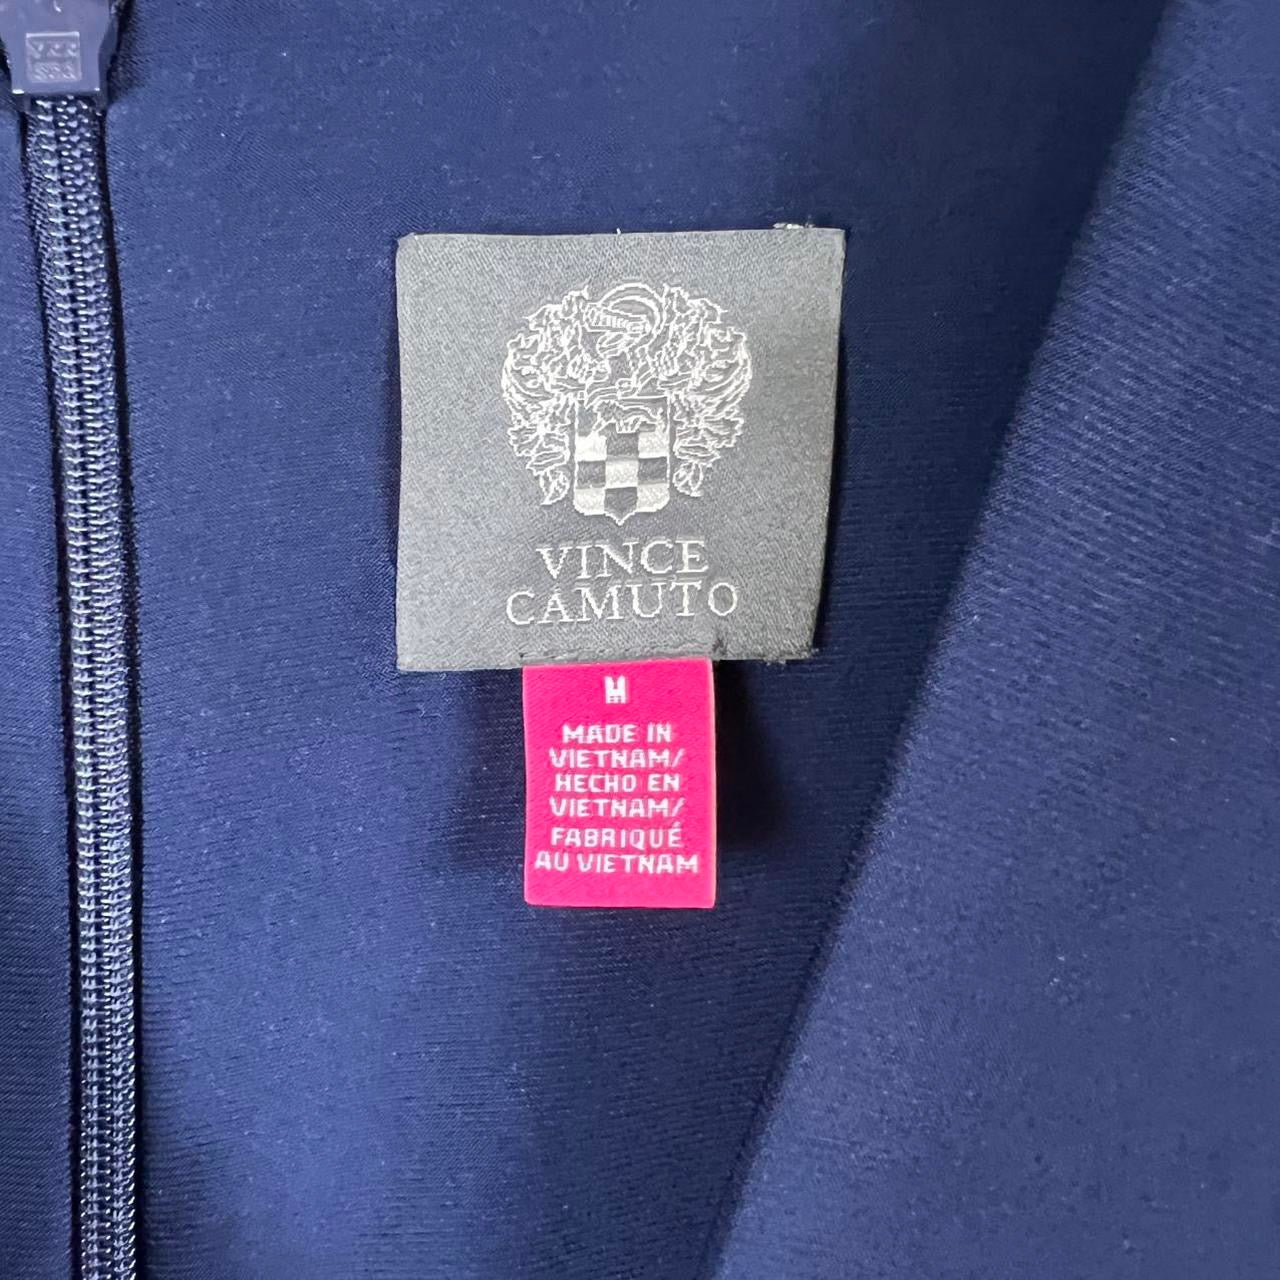 VINCE
CAMUTO
M
MADE IN
VIETNAM/
HECHO EN
VIETNAM/
FABRIQUÉ
AU VIETNAM